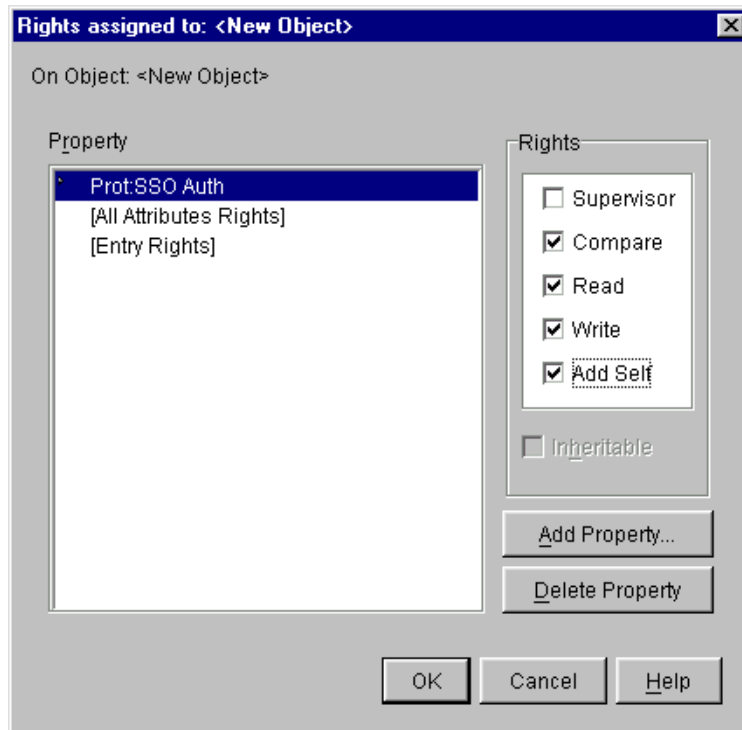 Rights assigned to: <New Object>
On Object: <New Object>
Property
Prot:SSO Auth
[All Attributes Rights]
[Entry Rights]
Rights
Supervisor
Compare
Read
Write
Add Self
Inheritable
Add Property...
Delete Property
OK
Cancel
Help